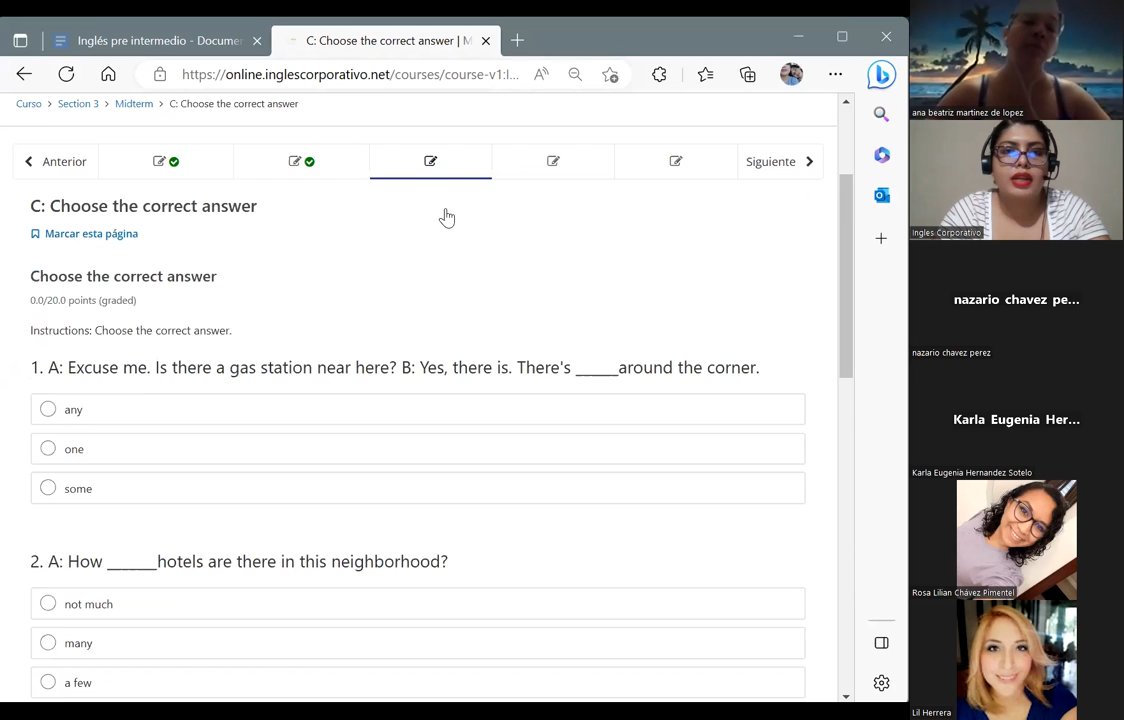 Inglés pre intermedio - Documen
C: Choose the correct answer | M
https://online.inglescorporativo.net/courses/course-v1:I...
Curso > Section 3 > Midterm > C: Choose the correct answer
Anterior
Siguiente
C: Choose the correct answer
Marcar esta página
Choose the correct answer
0.0/20.0 points (graded)
Instructions: Choose the correct answer.
1. A: Excuse me. Is there a gas station near here? B: Yes, there is. There's _____around the corner.
any
one
some
2. A: How ______hotels are there in this neighborhood?
not much
many
a few
ana beatriz martinez de lopez
Ingles Corporativo
nazario chavez pe...
nazario chavez perez
Karla Eugenia Her...
Karla Eugenia Hernandez Sotelo
Rosa Lilian Chávez Pimentel
Lil Herrera